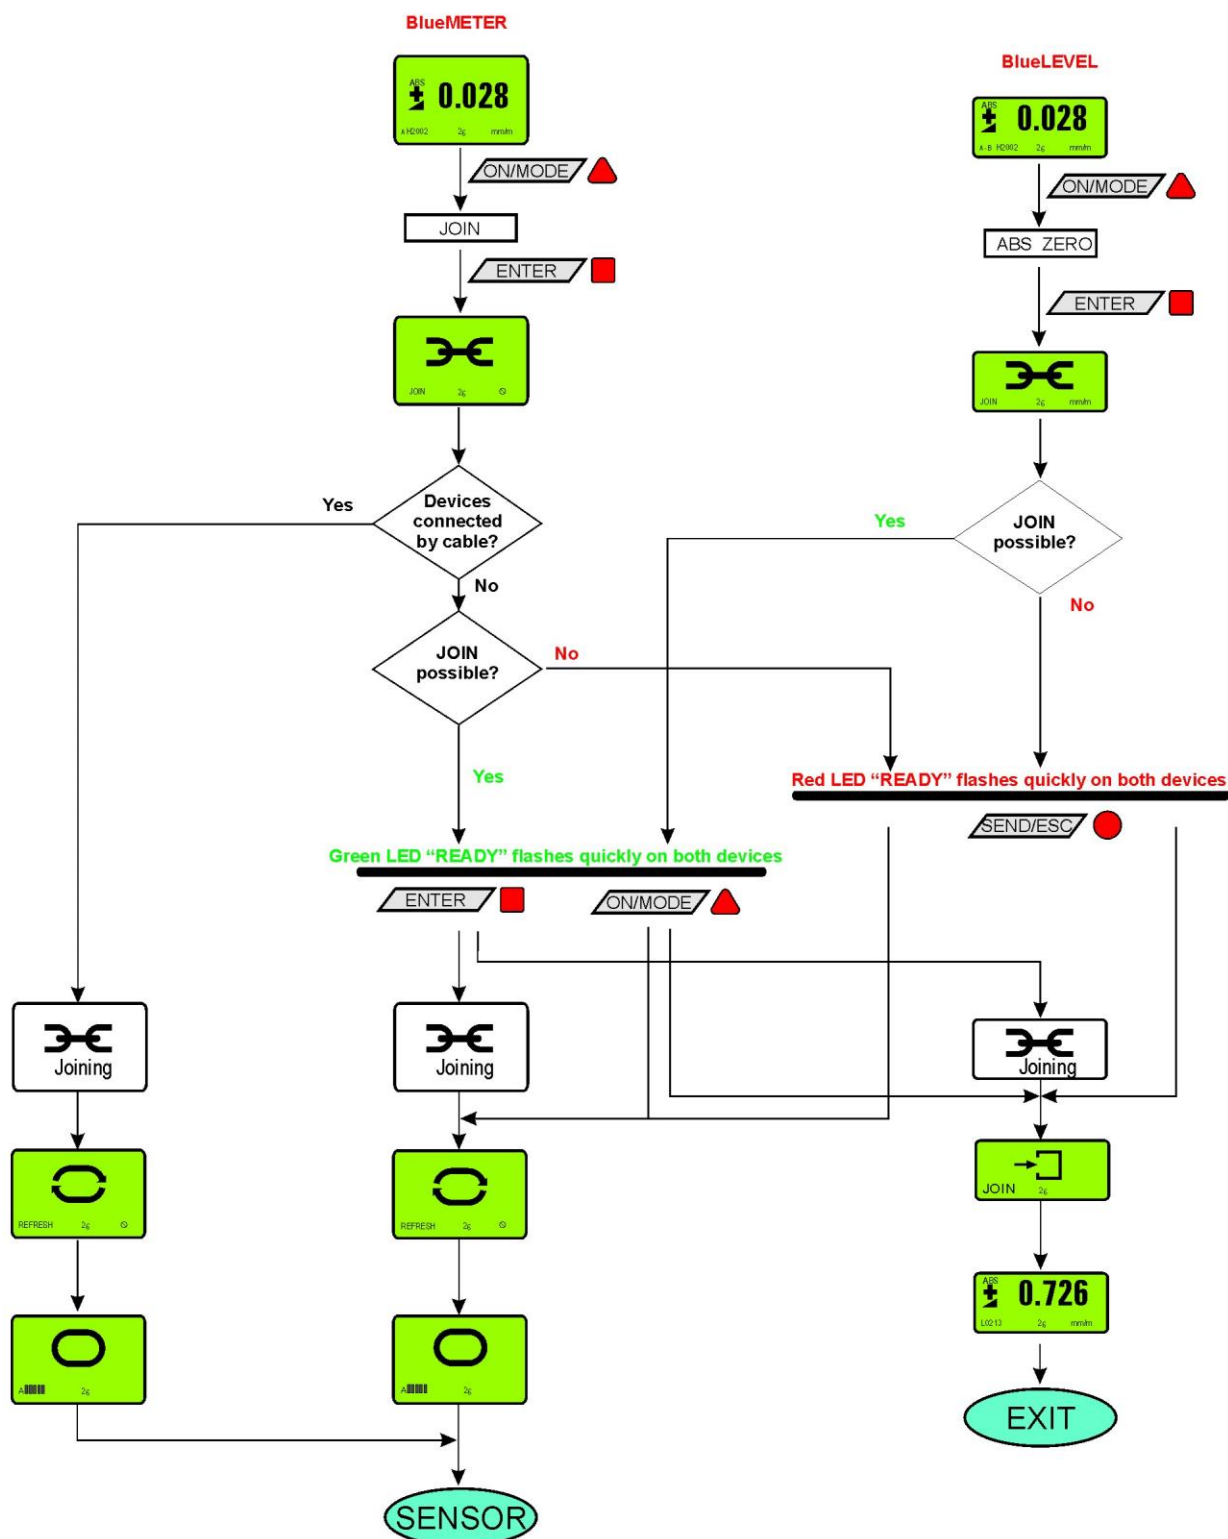 BlueMETER
BlueLEVEL
ABS
0.028
A H2002 2g mm/m
ABS
0.028
A-B H2002 2g mm/m
ON/MODE
ON/MODE
JOIN
ABS ZERO
ENTER
ENTER
JOIN 2g
JOIN 2g mm/m
Yes
Devices
connected
by cable?
Yes
JOIN
possible?
No
No
JOIN
possible?
No
Yes
Red LED “READY” flashes quickly on both devices
SEND/ESC
Green LED “READY” flashes quickly on both devices
ENTER
ON/MODE
Joining
Joining
Joining
REFRESH 2g
REFRESH 2g
JOIN 2g
ABS
0.726
L0213 2g mm/m
A 2g
A 2g
EXIT
SENSOR